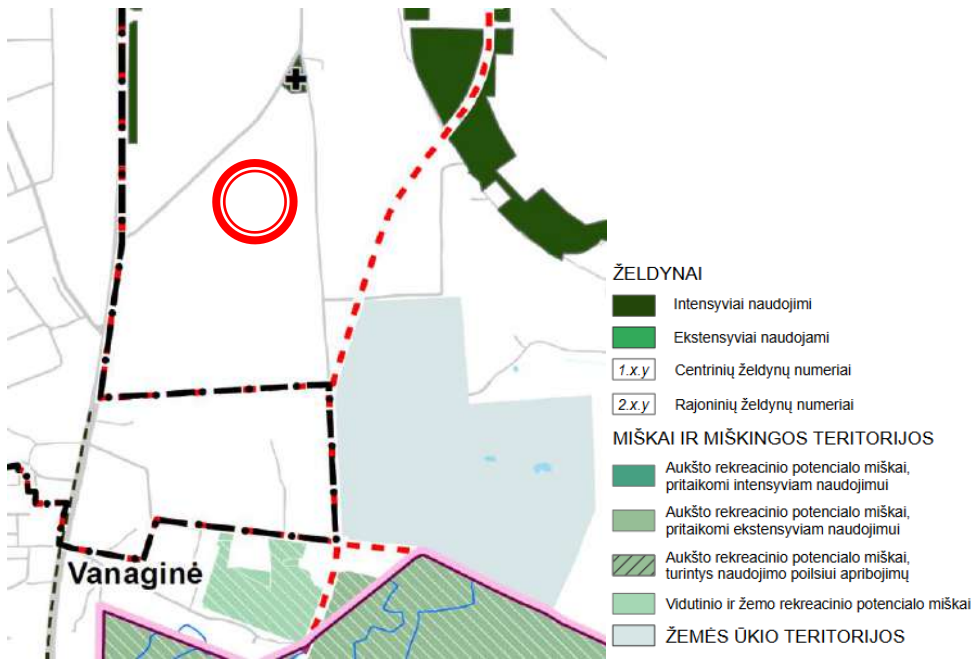 Vanaginė
ŽELDYNAI
Intensyviai naudojimi
Ekstensyviai naudojami
1.x.y Centrinių želdynų numeriai
2.x.y Rajoninių želdynų numeriai
MIŠKAI IR MIŠKINGOS TERITORIJOS
Aukšto rekreacinio potencialo miškai,
pritaikomi intensyviam naudojimui
Aukšto rekreacinio potencialo miškai,
pritaikomi ekstensyviam naudojimui
Aukšto rekreacinio potencialo miškai,
turintys naudojimo poilsiui apribojimų
Vidutinio ir žemo rekreacinio potencialo miškai
ŽEMĖS ŪKIO TERITORIJOS